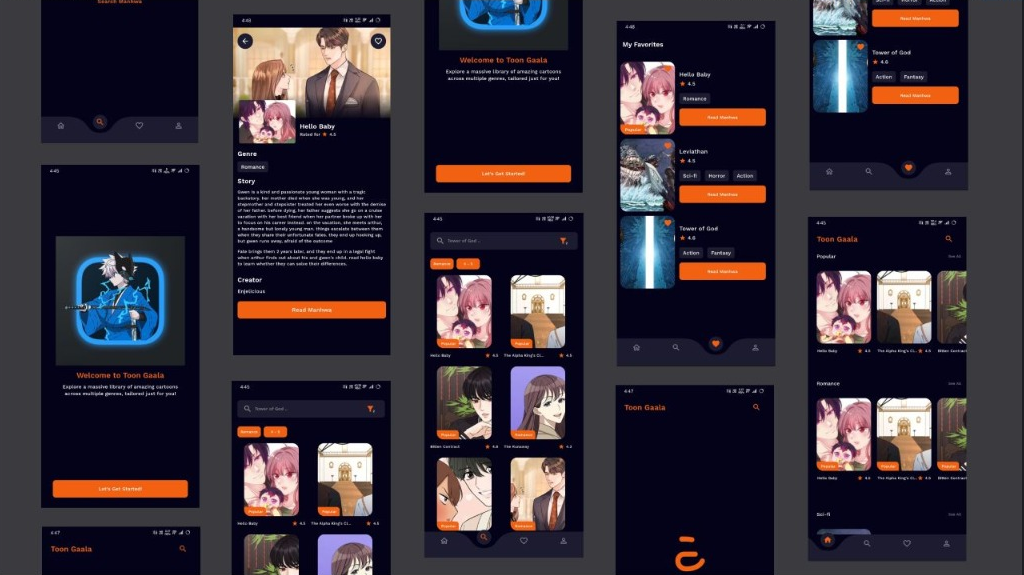 Search Manhwa
4:45
Welcome to Toon Gaala
Explore a massive library of amazing cartoons
across multiple genres, tailored just for you!
Let's Get Started!
4:47
Toon Gaala
4:45
Hello Baby
Rated for ★ 4.5
Genre
Romance
Story
Gwen is a kind and passionate young woman with a tragic
backstory. her mother died when she was young, and her
stepmother and stepsister treated her even worse with the demise
of her father. before dying, her father suggests she go on a cruise
vacation with her best friend when her partner broke up with her
to focus on his career instead. on the vacation, she meets arthur,
a handsome but lonely young man. things escalate between them
when they share their unfortunate fates. they end up hooking up,
but gwen runs away, afraid of the outcome
Fate brings them 2 years later, and they end up in a legal fight
when arthur finds out about his and gwen's child. read hello baby
to learn whether they can solve their differences.
Creator
Enjelicious
Read Manhwa
4:45
Tower of God...
Romance
Popular
Hello Baby ★ 4.5
The Alpha King's Cl... ★ 4.5
Welcome to Toon Gaala
Explore a massive library of amazing cartoons
across multiple genres, tailored just for you!
Let's Get Started!
4:45
Tower of God...
Romance
Popular
Hello Baby ★ 4.5
The Alpha King's Cl... ★ 4.5
Popular
Romance
Bitten Contract
The Runaway
Popular
Romance
4:46
My Favorites
Popular
Hello Baby
★ 4.5
Romance
Read Manhwa
Leviathan
★ 4.5
Sci-fi Horror Action
Read Manhwa
Tower of God
★ 4.6
Action Fantasy
Read Manhwa
4:47
Toon Gaala
Sci-fi Horror Action
Read Manhwa
Tower of God
★ 4.6
Action Fantasy
Read Manhwa
4:45
Toon Gaala
Popular See All
Popular
Hello Baby ★ 4.5
The Alpha King's Cl... ★ 4.5
Bitten Contract
Romance See All
Popular
Hello Baby ★ 4.5
The Alpha King's Cl... ★ 4.5
Bitten Contract
Sci-fi See All